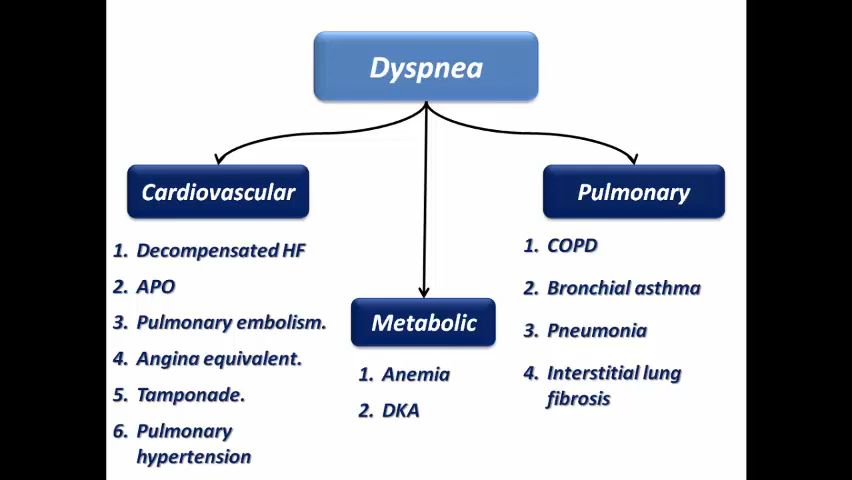 Dyspnea
Cardiovascular
1. Decompensated HF
2. APO
3. Pulmonary embolism.
4. Angina equivalent.
5. Tamponade.
6. Pulmonary
hypertension
Metabolic
1. Anemia
2. DKA
Pulmonary
1. COPD
2. Bronchial asthma
3. Pneumonia
4. Interstitial lung
fibrosis